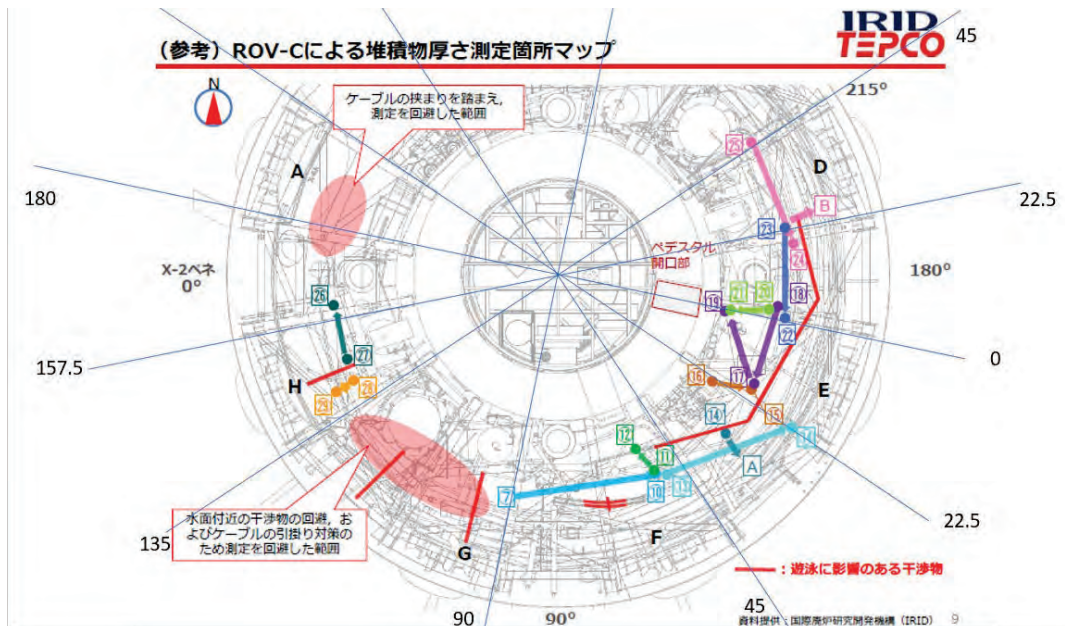 (参考)ROV-Cによる堆積物厚さ測定箇所マップ
IRID
TEPCO
45
N
ケーブルの挟まりを踏まえ,
測定を回避した範囲
215°
A
㉕
D
180
B
22.5
㉓
㉔
ペデスタル
開口部
X-2ペネ
0°
180°
㉖
⑲
㉑
⑳
⑱
㉒
157.5
㉗
0
H
㉘
㉙
⑯
⑰
E
⑮
⑭
⑫
⑪
A
⑦
⑩
⑬
水面付近の干渉物の回避,お
よびケーブルの引掛り対策の
ため測定を回避した範囲
135
22.5
F
G
:遊泳に影響のある干渉物
90
90°
45
資料提供:国際廃炉研究開発機構(IRID)
9